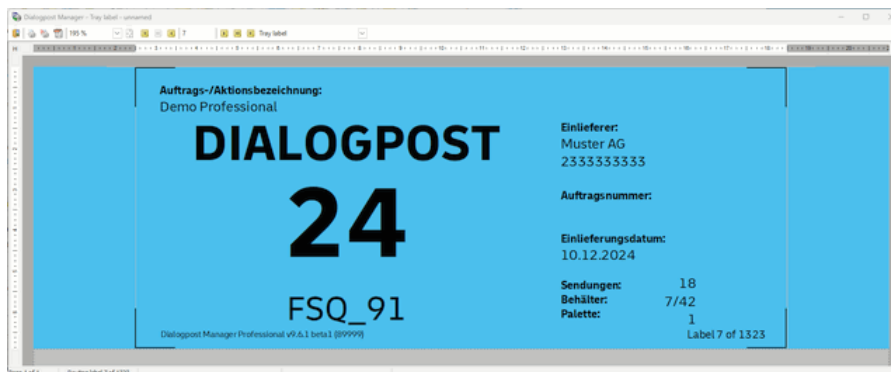 Dialogpost Manager - Tray label - unnamed
195 %
7
Tray label
Auftrags-/Aktionsbezeichnung:
Demo Professional
DIALOGPOST
24
FSQ_91
Dialogpost Manager Professional v9.6.1 beta1 (89999)
Einlieferer:
Muster AG
2333333333
Auftragsnummer:
Einlieferungsdatum:
10.12.2024
Sendungen: 18
Behälter: 7/42
Palette: 1
Label 7 of 1323